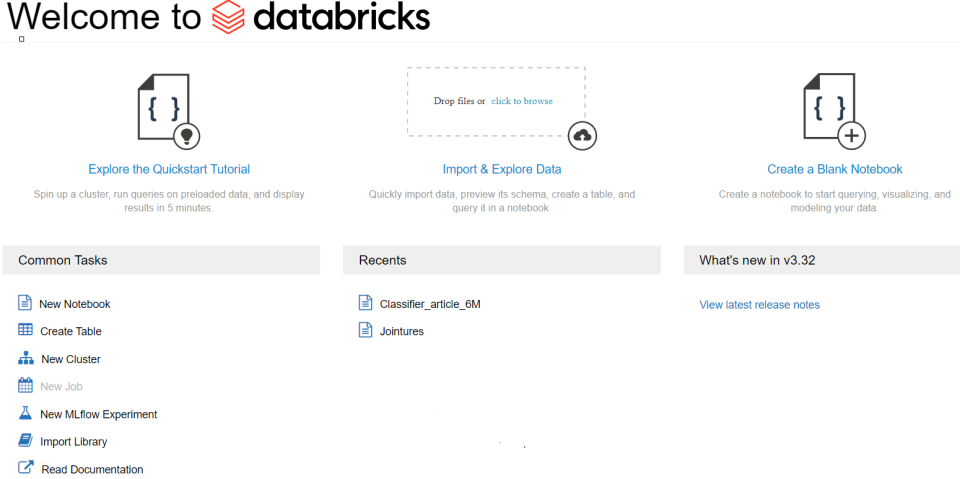 Welcome to databricks
Drop files or click to browse
Explore the Quickstart Tutorial
Spin up a cluster, run queries on preloaded data, and display
results in 5 minutes.
Import & Explore Data
Quickly import data, preview its schema, create a table, and
query it in a notebook.
Create a Blank Notebook
Create a notebook to start querying, visualizing, and
modeling your data.
Common Tasks
New Notebook
Create Table
New Cluster
New Job
New MLflow Experiment
Import Library
Read Documentation
Recents
Classifier_article_6M
Jointures
What's new in v3.32
View latest release notes